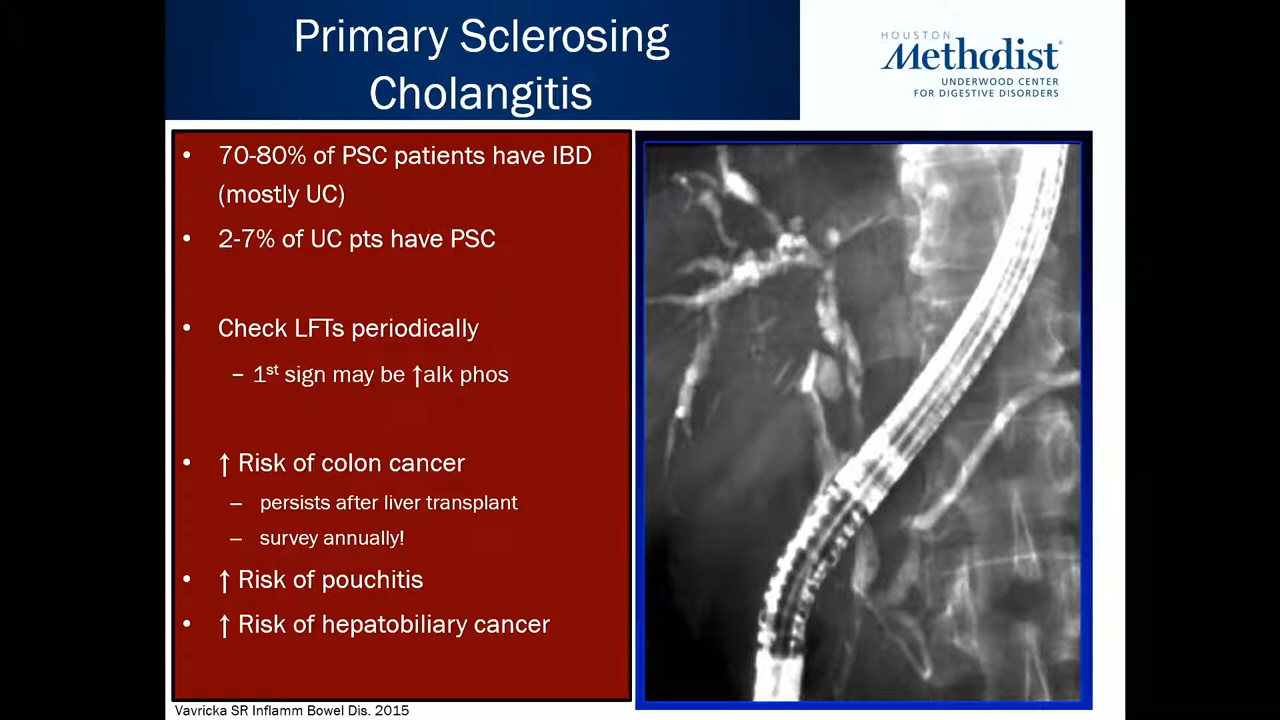 Primary Sclerosing
Cholangitis
HOUSTON
Methodist®
UNDERWOOD CENTER
FOR DIGESTIVE DISORDERS
• 70-80% of PSC patients have IBD
(mostly UC)
• 2-7% of UC pts have PSC
• Check LFTs periodically
– 1st sign may be ↑alk phos
• ↑ Risk of colon cancer
– persists after liver transplant
– survey annually!
• ↑ Risk of pouchitis
• ↑ Risk of hepatobiliary cancer
Vavricka SR Inflamm Bowel Dis. 2015